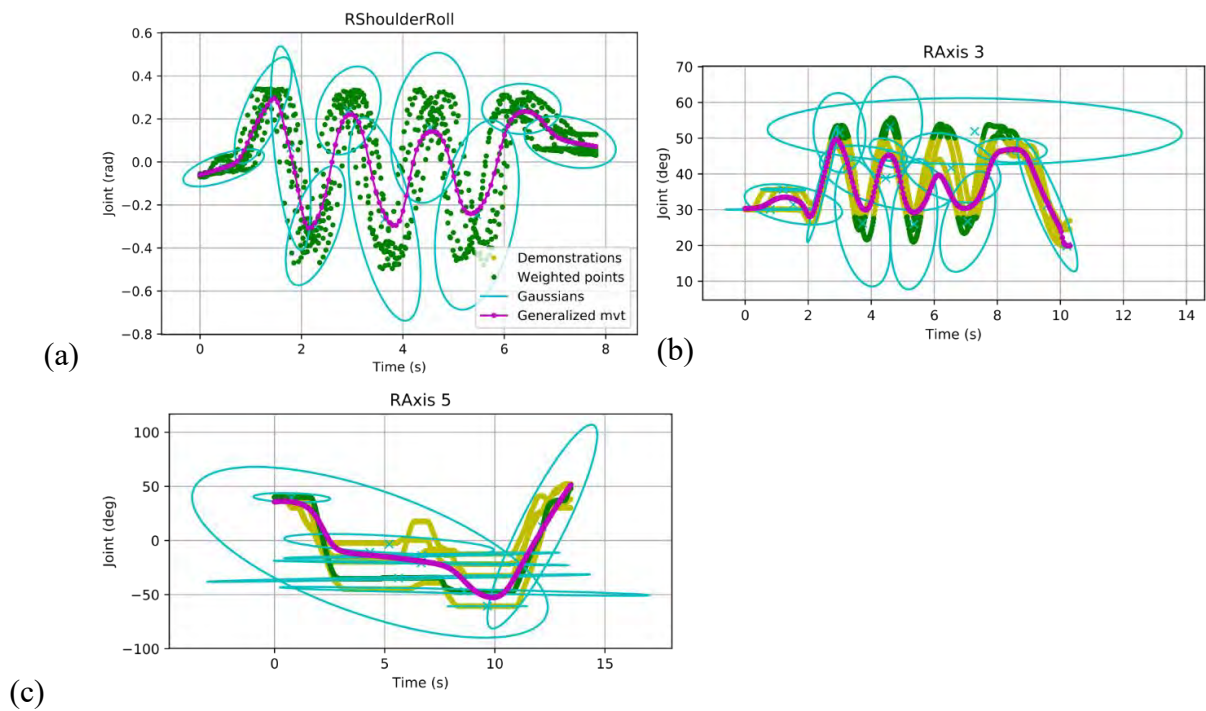 RShoulderRoll
0.6
0.4
0.2
0.0
−0.2
−0.4
−0.6
−0.8
Joint (rad)
Demonstrations
Weighted points
Gaussians
Generalized mvt
0 2 4 6 8
Time (s)
(a)
RAxis 3
70
60
50
40
30
20
10
Joint (deg)
0 2 4 6 8 10 12 14
Time (s)
(b)
RAxis 5
100
50
0
−50
−100
Joint (deg)
0 5 10 15
Time (s)
(c)